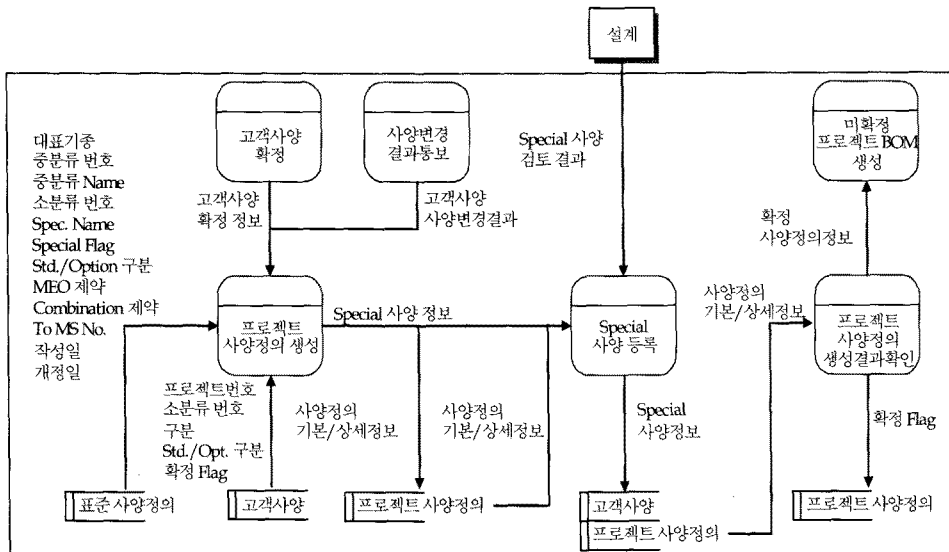 설계
고객사양
확정
사양변경
결과통보
미확정
프로젝트 BOM
생성
대표기종
중분류 번호
중분류 Name
소분류 번호
Spec. Name
Special Flag
Std./Option 구분
MEO 제약
Combination 제약
To MS No.
작성일
개정일
고객사양
확정 정보
고객사양
사양변경결과
Special 사양
검토 결과
확정
사양정의정보
프로젝트
사양정의 생성
Special 사양 정보
Special
사양 등록
사양정의
기본/상세정보
프로젝트
사양정의
생성결과확인
프로젝트번호
소분류 번호
구분
Std./Opt. 구분
확정 Flag
사양정의
기본/상세정보
사양정의
기본/상세정보
Special
사양정보
확정 Flag
표준 사양정의
고객사양
프로젝트 사양정의
고객사양
프로젝트 사양정의
프로젝트 사양정의